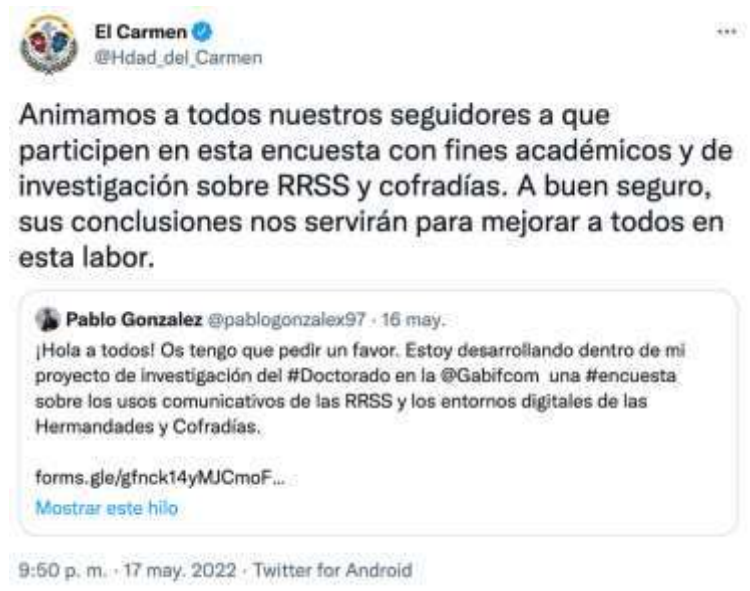 El Carmen
@Hdad_del_Carmen
Animamos a todos nuestros seguidores a que
participen en esta encuesta con fines académicos y de
investigación sobre RRSS y cofradías. A buen seguro,
sus conclusiones nos servirán para mejorar a todos en
esta labor.
Pablo Gonzalez @pablogonzalex97 · 16 may.
¡Hola a todos! Os tengo que pedir un favor. Estoy desarrollando dentro de mi
proyecto de investigación del #Doctorado en la @Gabifcom una #encuesta
sobre los usos comunicativos de las RRSS y los entornos digitales de las
Hermandades y Cofradías.
forms.gle/gfnck14yMJCmoF...
Mostrar este hilo
9:50 p. m. · 17 may. 2022 · Twitter for Android